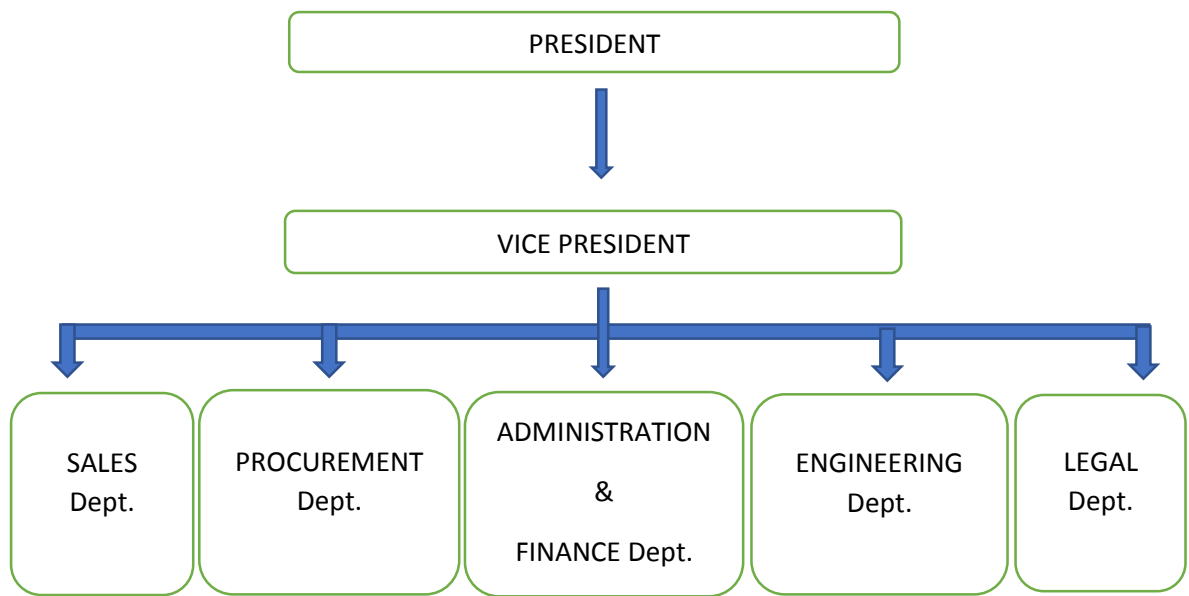 PRESIDENT
VICE PRESIDENT
SALES
Dept.
PROCUREMENT
Dept.
ADMINISTRATION
&
FINANCE Dept.
ENGINEERING
Dept.
LEGAL
Dept.